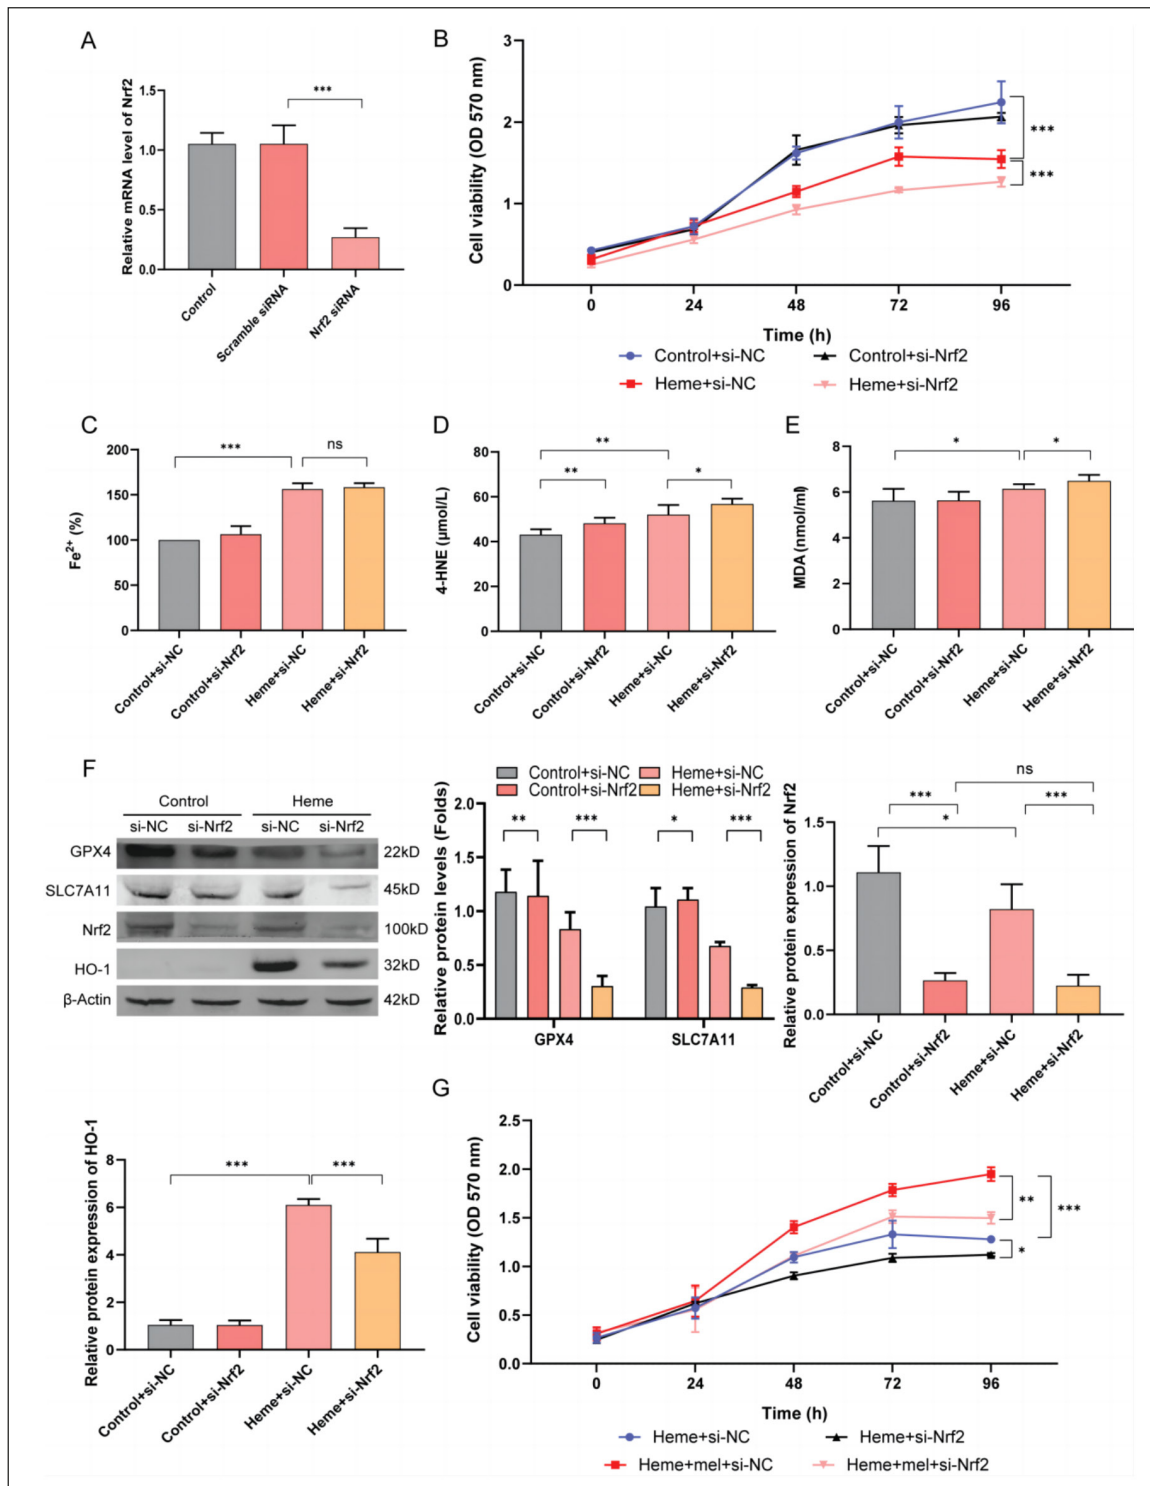 A
Relative mRNA level of Nrf2
1.5
1.0
0.5
0.0
***
Control
Scramble siRNA
Nrf2 siRNA
B
Cell viability (OD 570 nm)
3
2
1
0
***
***
0 24 48 72 96
Time (h)
Control+si-NC Control+si-Nrf2
Heme+si-NC Heme+si-Nrf2
C
Fe2+ (%)
200
150
100
50
0
*** ns
Control+si-NC
Control+si-Nrf2
Heme+si-NC
Heme+si-Nrf2
D
4-HNE (μmol/L)
80
60
40
20
0
**
** *
Control+si-NC
Control+si-Nrf2
Heme+si-NC
Heme+si-Nrf2
E
MDA (nmol/ml)
8
6
4
2
0
* *
Control+si-NC
Control+si-Nrf2
Heme+si-NC
Heme+si-Nrf2
F
Control Heme
si-NC si-Nrf2 si-NC si-Nrf2
GPX4 22kD
SLC7A11 45kD
Nrf2 100kD
HO-1 32kD
β-Actin 42kD
Control+si-NC Heme+si-NC
Control+si-Nrf2 Heme+si-Nrf2
Relative protein levels (Folds)
2.0
1.5
1.0
0.5
0.0
** *** * ***
GPX4 SLC7A11
Relative protein expression of Nrf2
1.5
1.0
0.5
0.0
ns
*** ***
*
Control+si-NC
Control+si-Nrf2
Heme+si-NC
Heme+si-Nrf2
Relative protein expression of HO-1
8
6
4
2
0
*** ***
Control+si-NC
Control+si-Nrf2
Heme+si-NC
Heme+si-Nrf2
G
Cell viability (OD 570 nm)
2.5
2.0
1.5
1.0
0.5
0.0
**
***
*
0 24 48 72 96
Time (h)
Heme+si-NC Heme+si-Nrf2
Heme+mel+si-NC Heme+mel+si-Nrf2